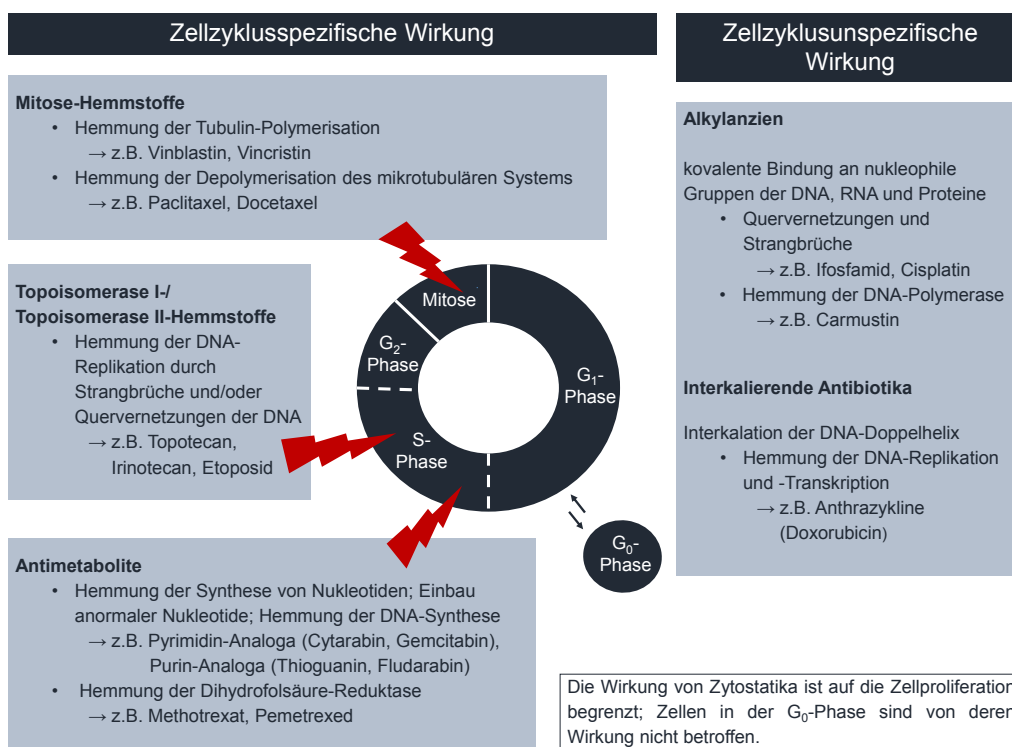 Zellzyklusspezifische Wirkung
Mitose-Hemmstoffe
• Hemmung der Tubulin-Polymerisation
→ z.B. Vinblastin, Vincristin
• Hemmung der Depolymerisation des mikrotubulären Systems
→ z.B. Paclitaxel, Docetaxel
Topoisomerase I-/
Topoisomerase II-Hemmstoffe
• Hemmung der DNA-
Replikation durch
Strangbrüche und/oder
Quervernetzungen der DNA
→ z.B. Topotecan,
Irinotecan, Etoposid
Antimetabolite
• Hemmung der Synthese von Nukleotiden; Einbau
anormaler Nukleotide; Hemmung der DNA-Synthese
→ z.B. Pyrimidin-Analoga (Cytarabin, Gemcitabin),
Purin-Analoga (Thioguanin, Fludarabin)
• Hemmung der Dihydrofolsäure-Reduktase
→ z.B. Methotrexat, Pemetrexed
Mitose
G₂-
Phase
S-
Phase
G₁-
Phase
G₀-
Phase
Zellzyklusunspezifische
Wirkung
Alkylanzien
kovalente Bindung an nukleophile
Gruppen der DNA, RNA und Proteine
• Quervernetzungen und
Strangbrüche
→ z.B. Ifosfamid, Cisplatin
• Hemmung der DNA-Polymerase
→ z.B. Carmustin
Interkalierende Antibiotika
Interkalation der DNA-Doppelhelix
• Hemmung der DNA-Replikation
und -Transkription
→ z.B. Anthrazykline
(Doxorubicin)
Die Wirkung von Zytostatika ist auf die Zellproliferation
begrenzt; Zellen in der G₀-Phase sind von deren
Wirkung nicht betroffen.